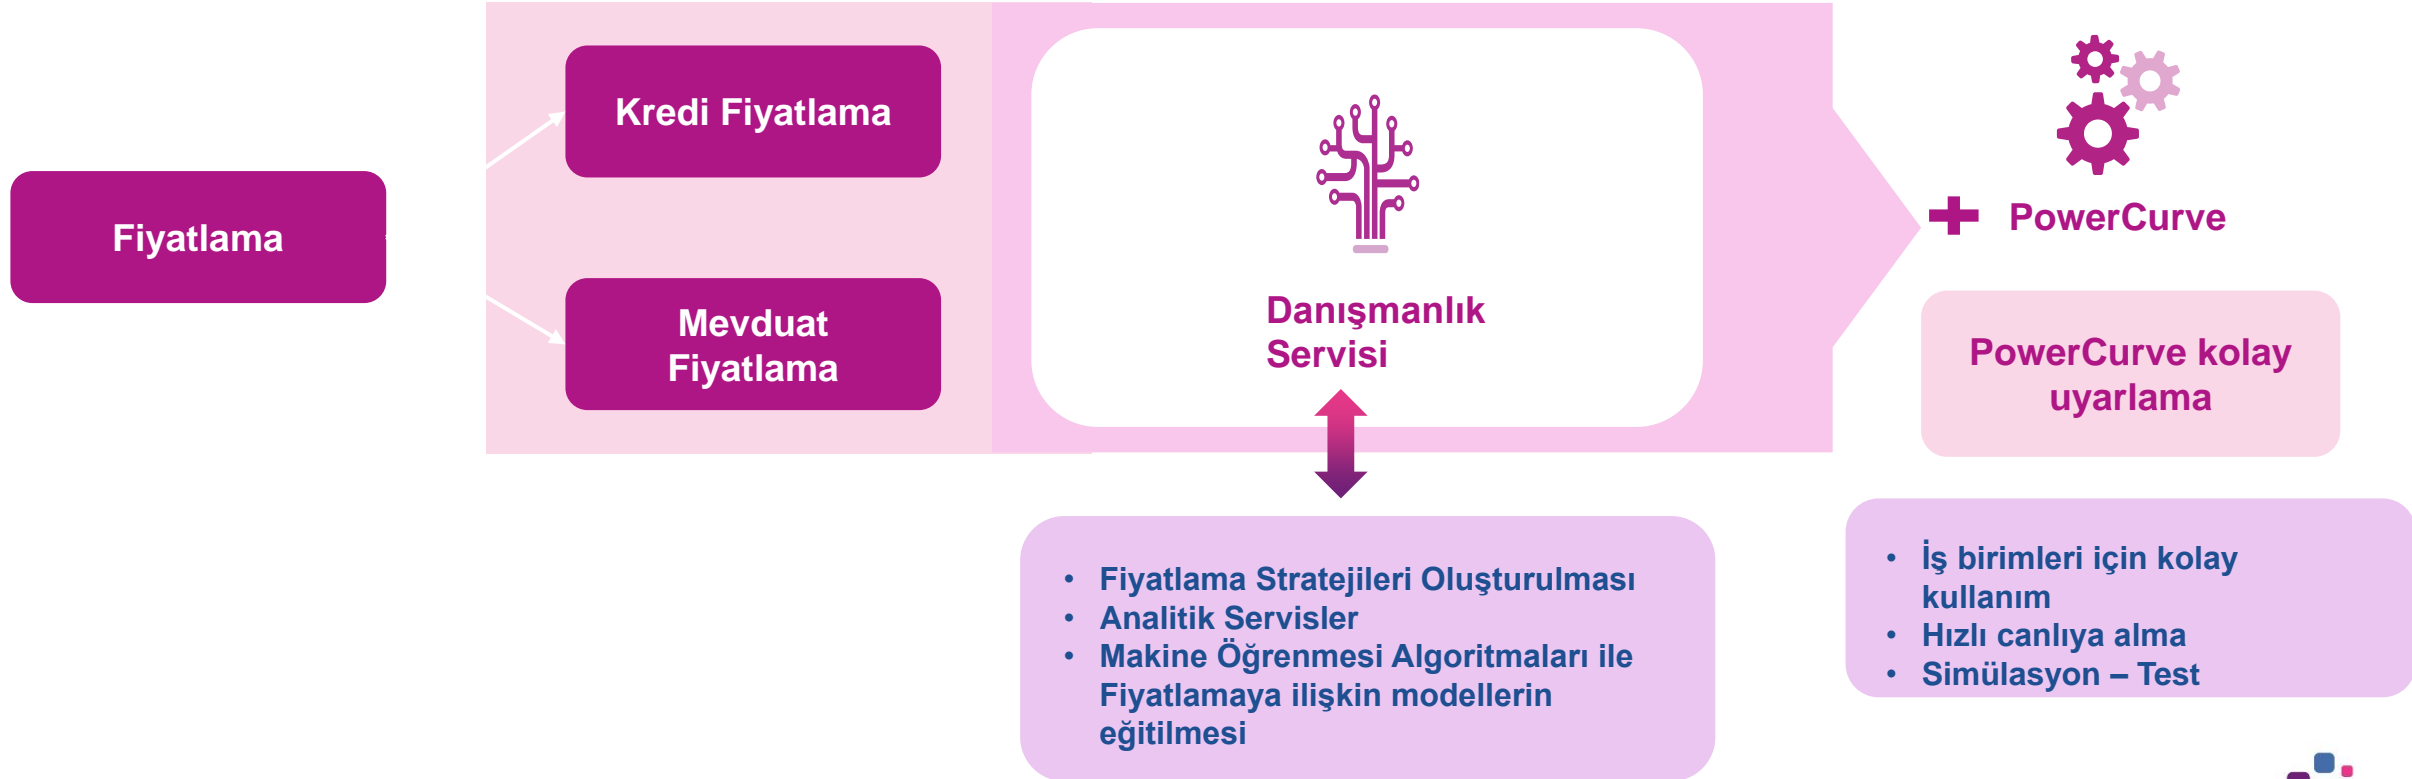 Fiyatlama
Kredi Fiyatlama
Mevduat
Fiyatlama
Danışmanlık
Servisi
• Fiyatlama Stratejileri Oluşturulması
• Analitik Servisler
• Makine Öğrenmesi Algoritmaları ile
Fiyatlamaya ilişkin modellerin
eğitilmesi
PowerCurve
PowerCurve kolay
uyarlama
• İş birimleri için kolay
kullanım
• Hızlı canlıya alma
• Simülasyon – Test